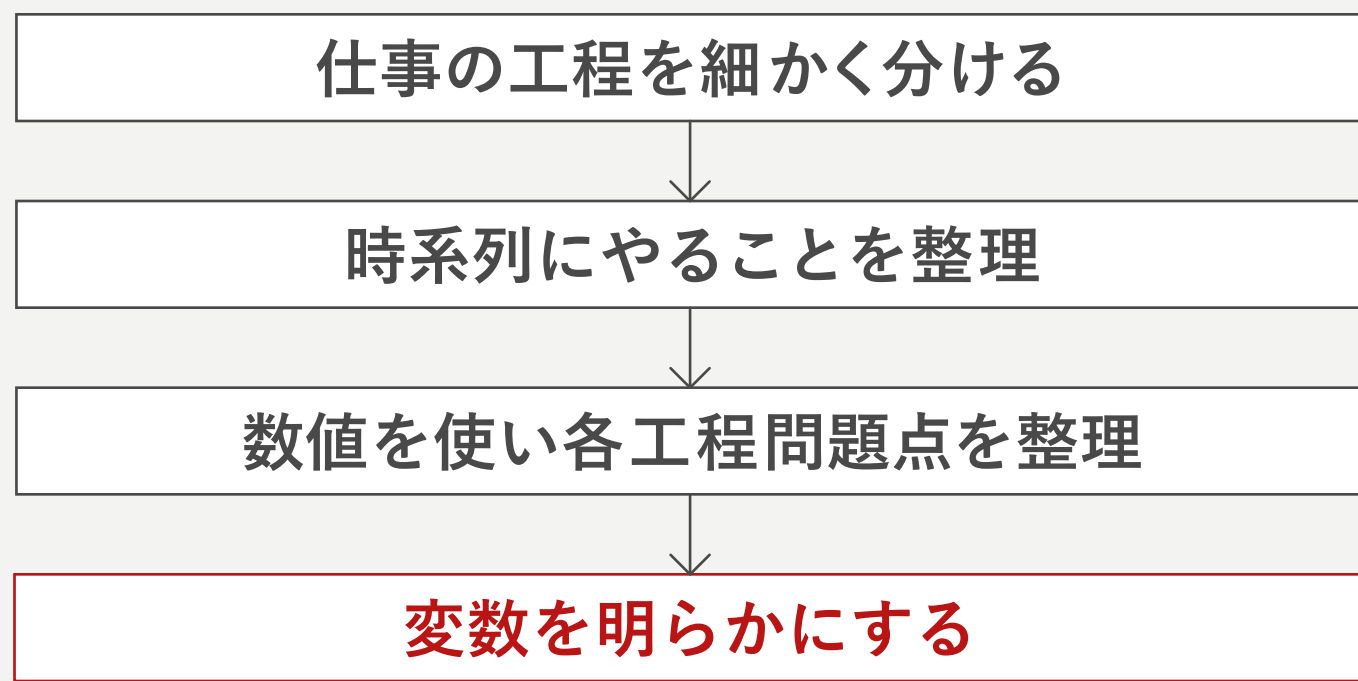 仕事の工程を細かく分ける
時系列にやることを整理
数値を使い各工程問題点を整理
変数を明らかにする